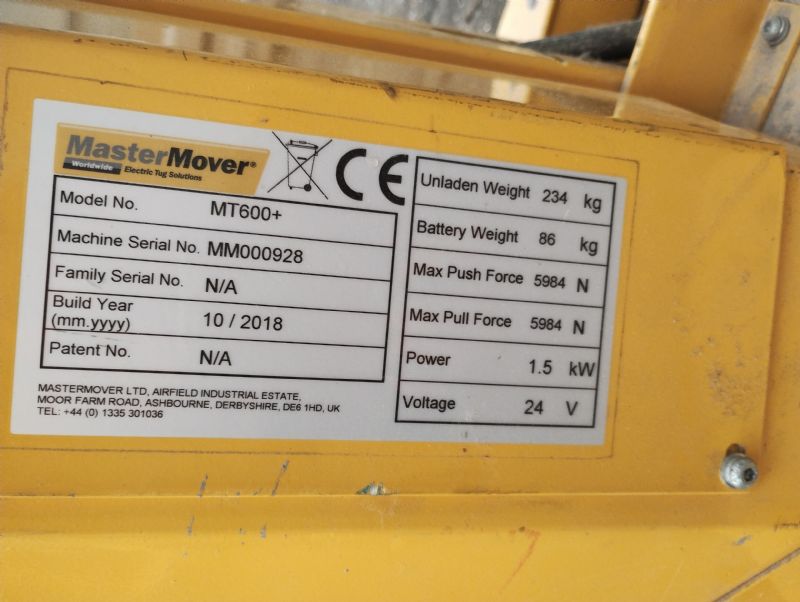 MasterMover®
Worldwide Electric Tug Solutions
CE
Model No. MT600+
Machine Serial No. MM000928
Family Serial No. N/A
Build Year
(mm.yyyy) 10 / 2018
Patent No. N/A
MASTERMOVER LTD, AIRFIELD INDUSTRIAL ESTATE,
MOOR FARM ROAD, ASHBOURNE, DERBYSHIRE, DE6 1HD, UK
TEL: +44 (0) 1335 301036
Unladen Weight 234 kg
Battery Weight 86 kg
Max Push Force 5984 N
Max Pull Force 5984 N
Power 1.5 kW
Voltage 24 V